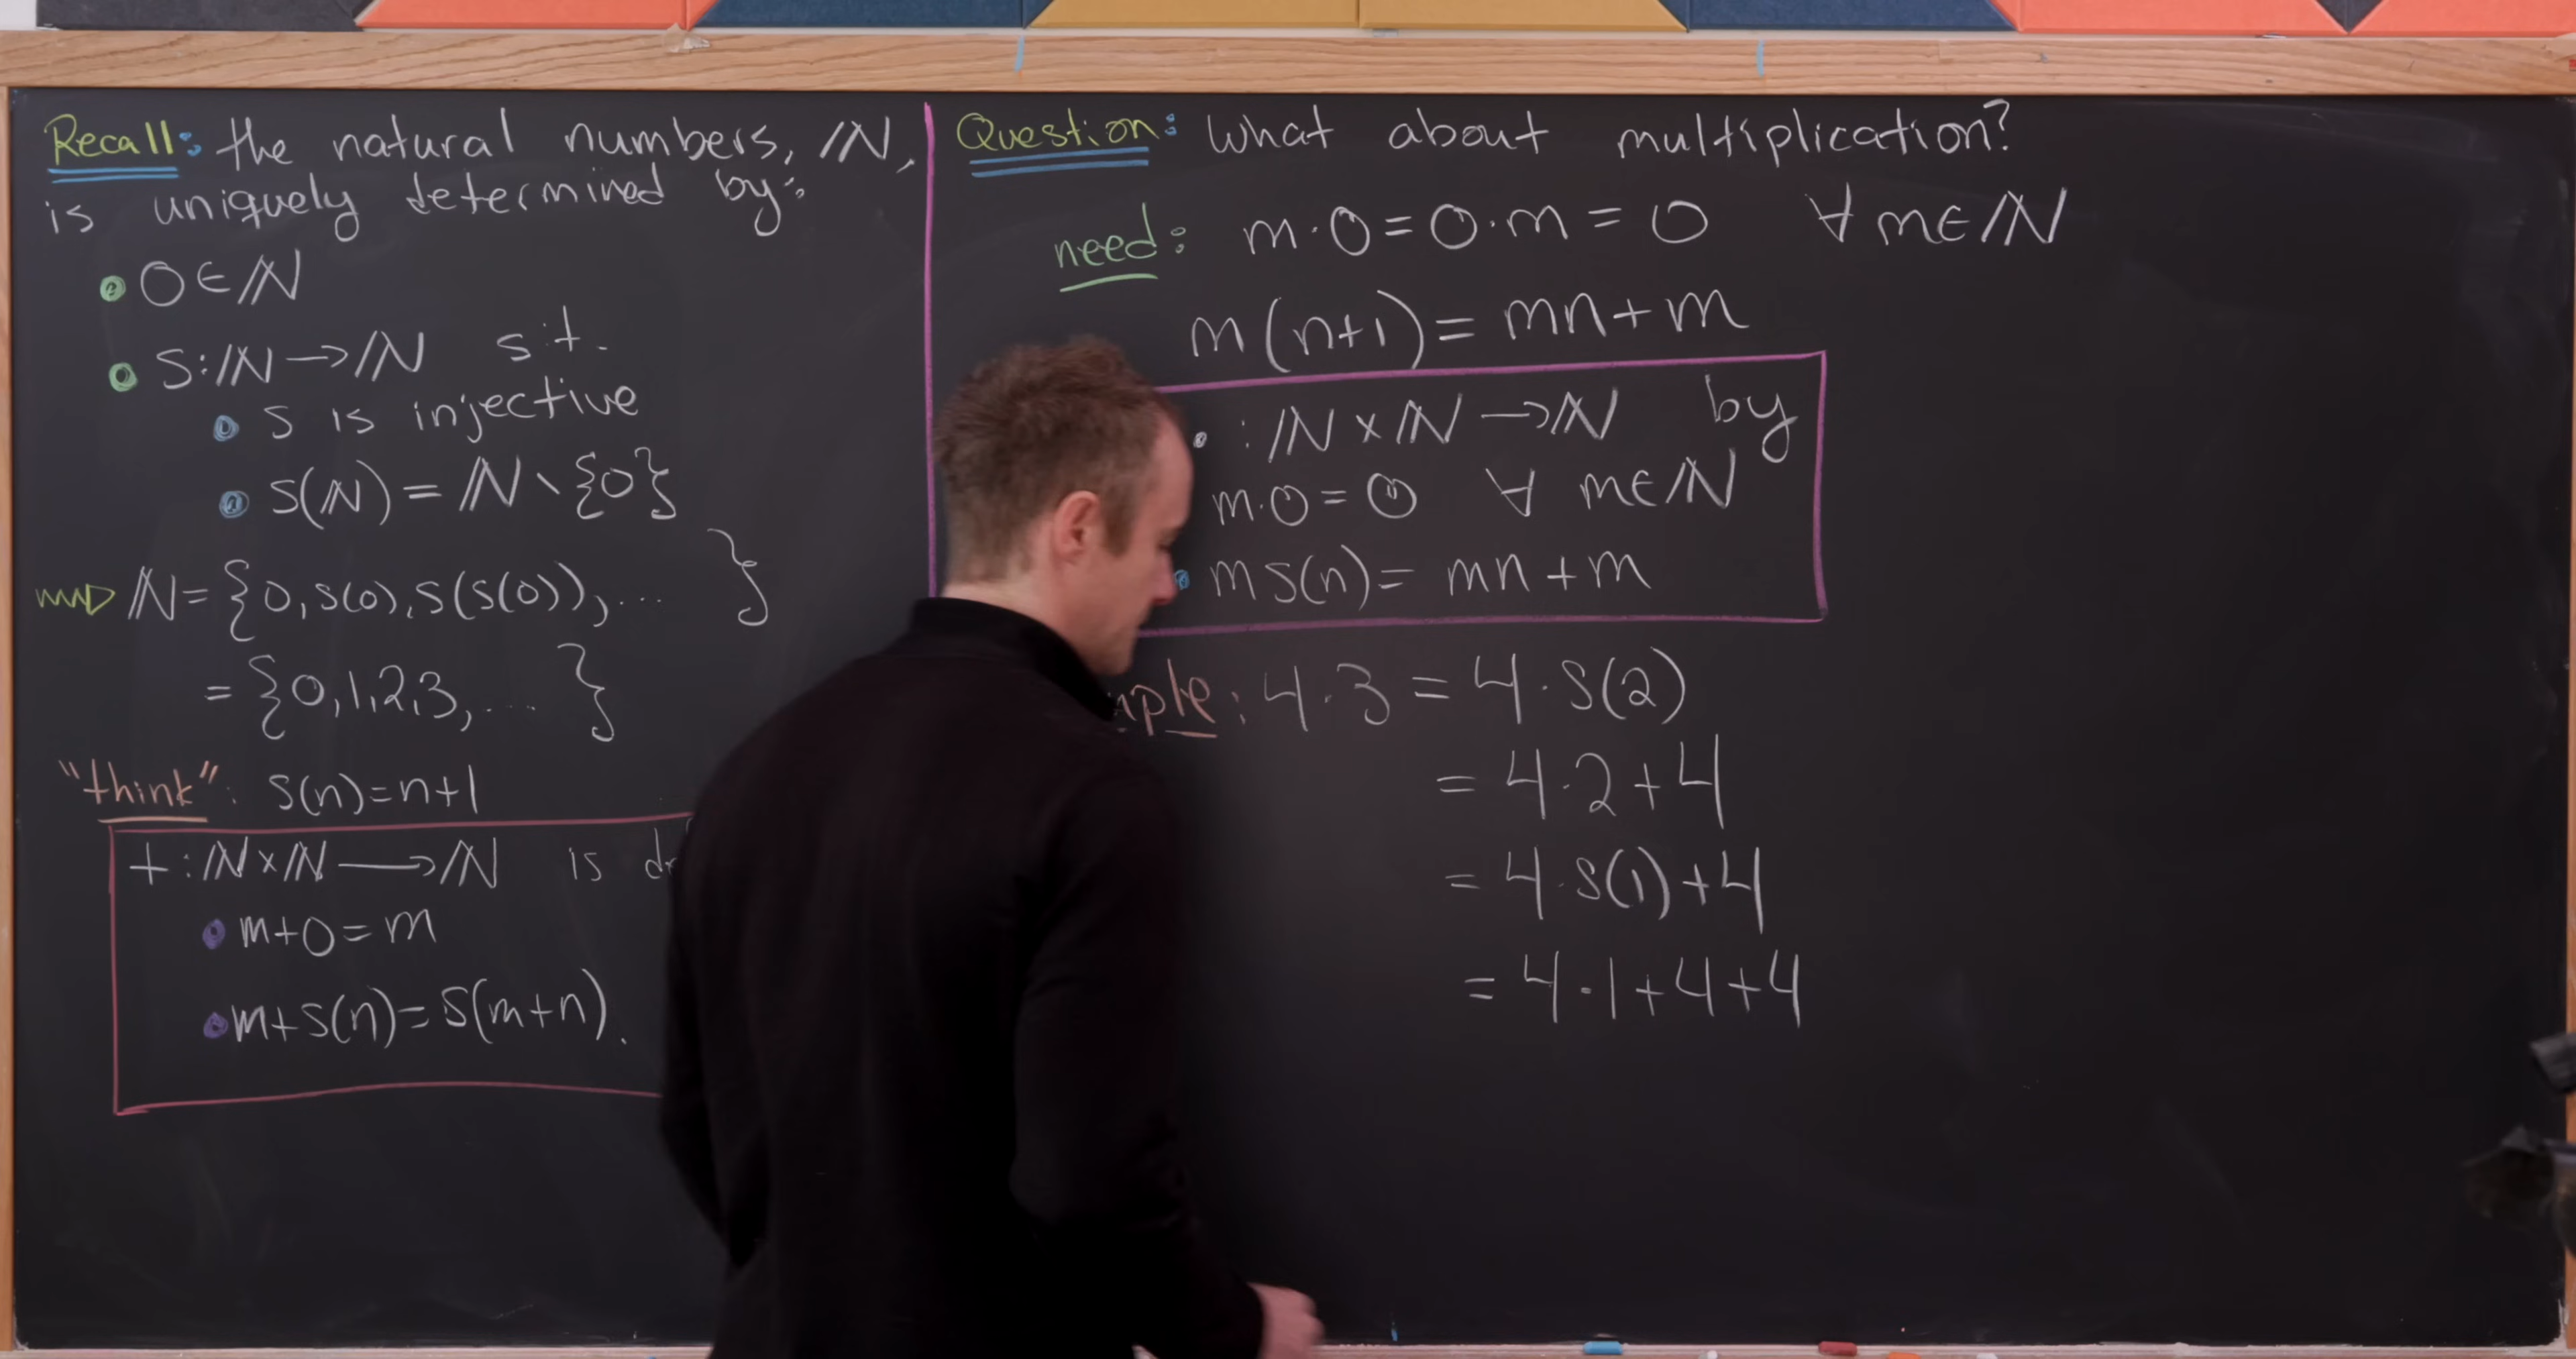 Recall: the natural numbers, ℕ,
is uniquely determined by:
• 0∈ℕ
• S:ℕ→ℕ s.t.
• S is injective
• S(ℕ) = ℕ∖{0}
⇝ ℕ = {0, S(0), S(S(0)), ... }
= {0,1,2,3, ... }
"think": S(n)=n+1
+:ℕ×ℕ⟶ℕ is
• m+0=m
• m+S(n)=S(m+n).
Question: What about multiplication?
need: m·0=0·m=0 ∀ m∈ℕ
m(n+1)=mn+m
· :ℕ×ℕ→ℕ by
m·0=0 ∀ m∈ℕ
• mS(n)= mn+m
4·3 = 4·S(2)
= 4·2+4
= 4·S(1)+4
= 4·1+4+4